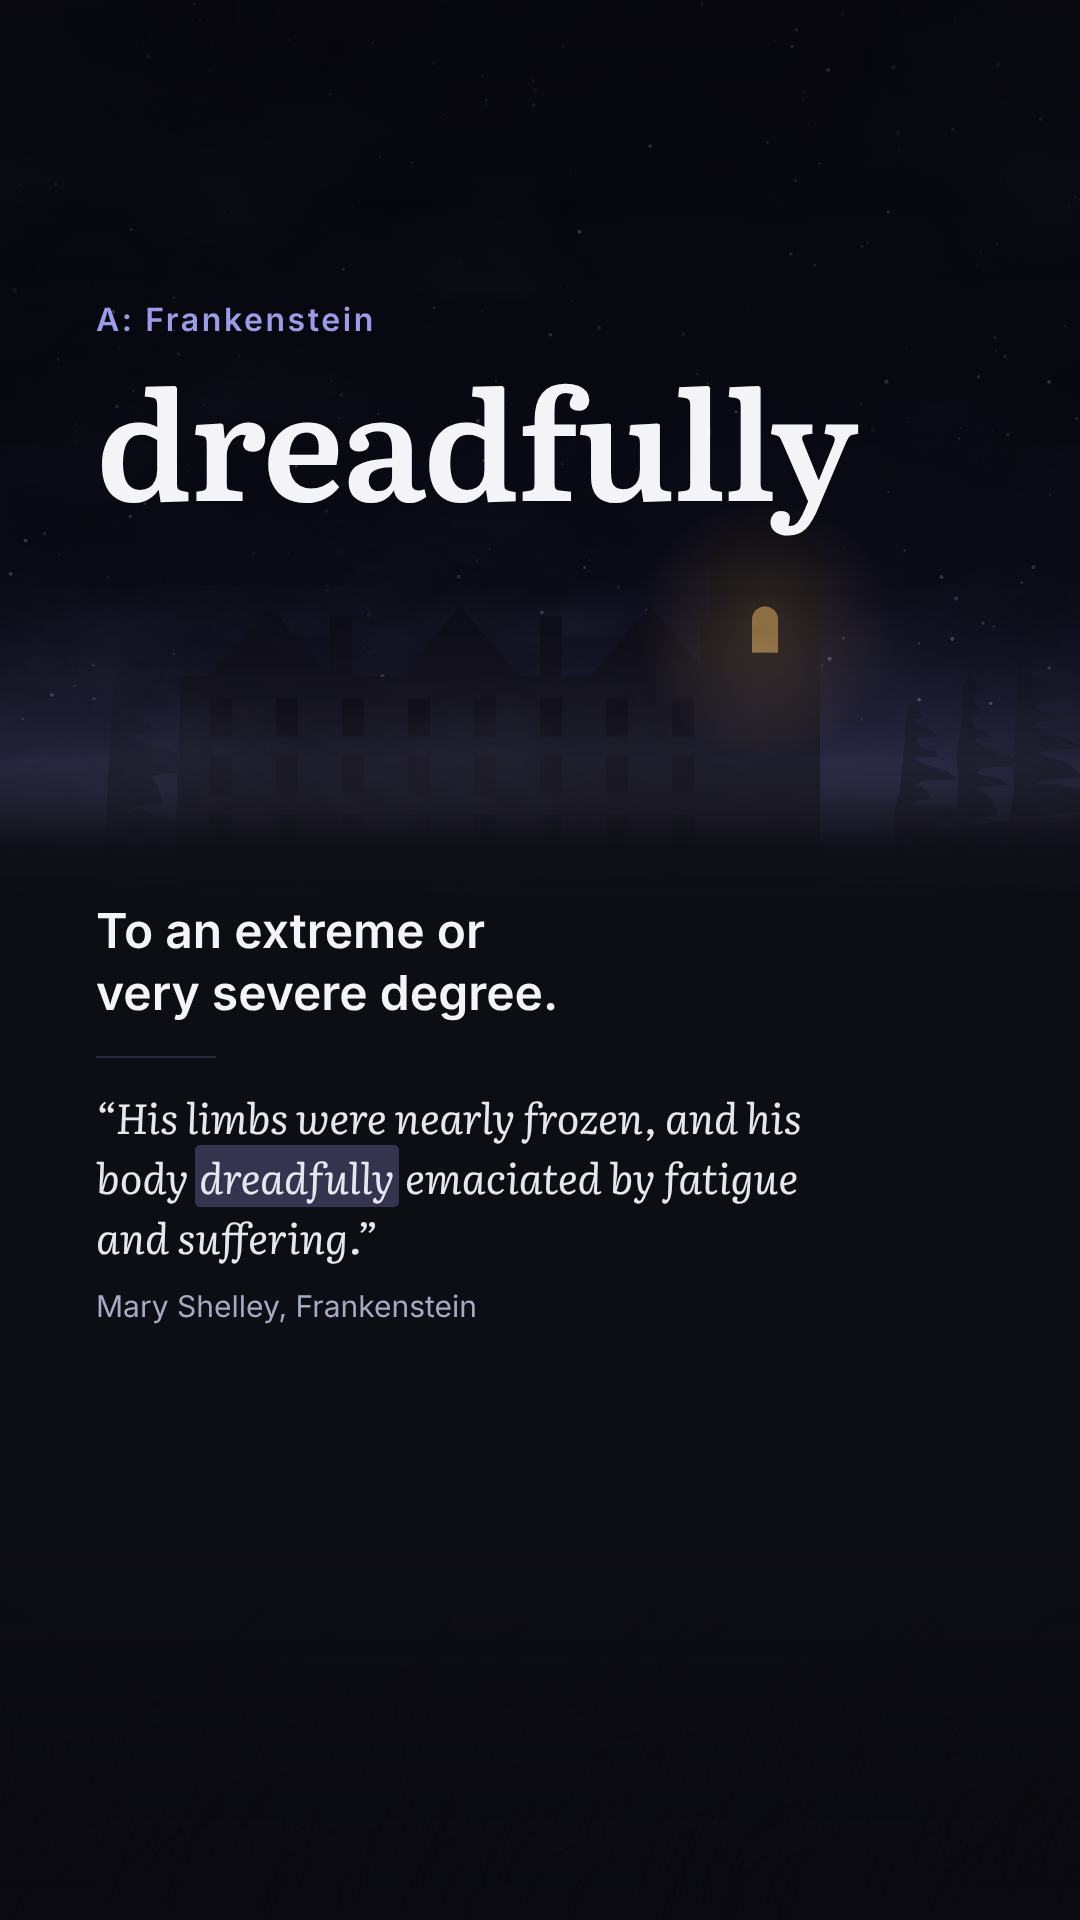 A: Frankenstein
dreadfully
To an extreme or
very severe degree.
“His limbs were nearly frozen, and his
body dreadfully emaciated by fatigue
and suffering.”
Mary Shelley, Frankenstein